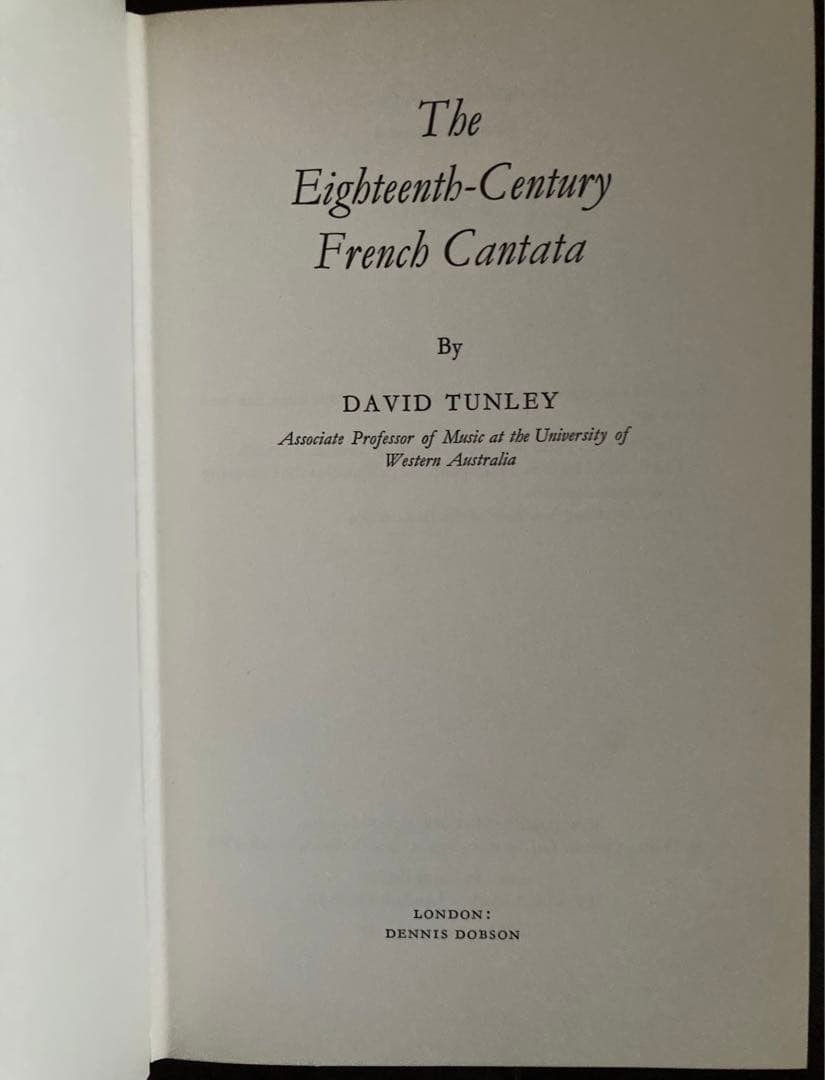 The
Eighteenth-Century
French Cantata
By
DAVID TUNLEY
Associate Professor of Music at the University of
Western Australia
LONDON:
DENNIS DOBSON